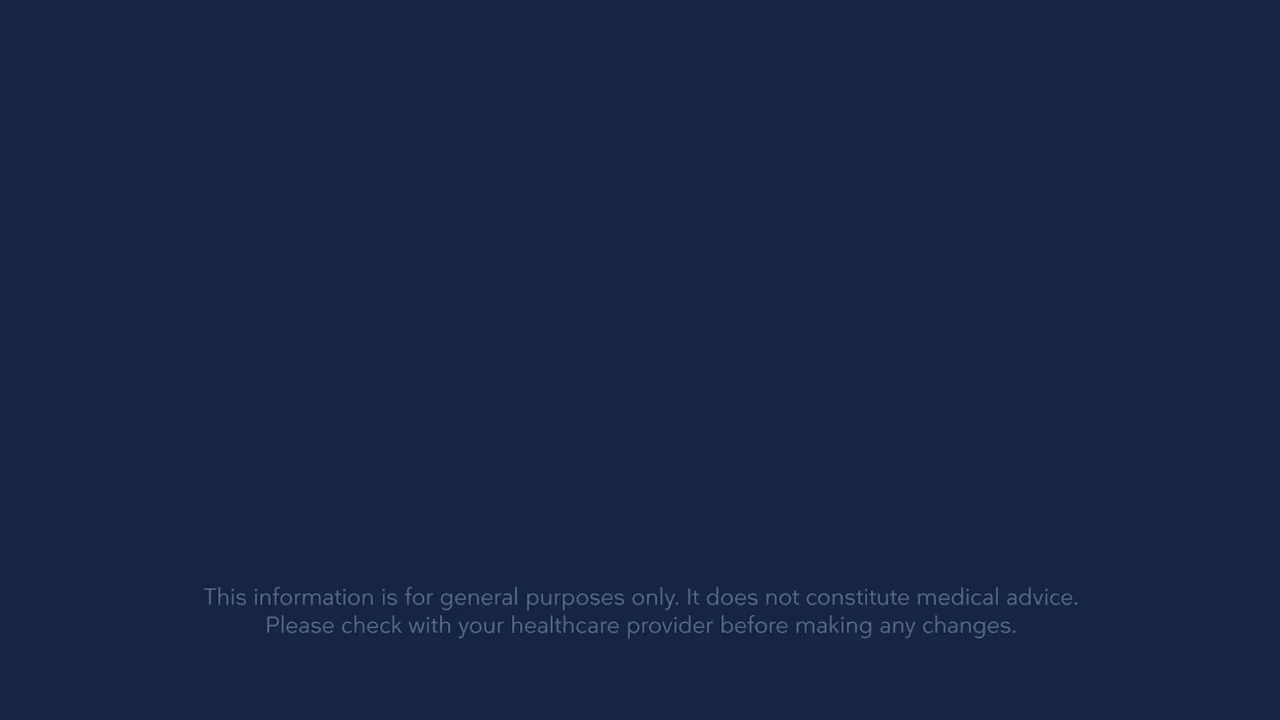 This information is for general purposes only. It does not constitute medical advice.
Please check with your healthcare provider before making any changes.